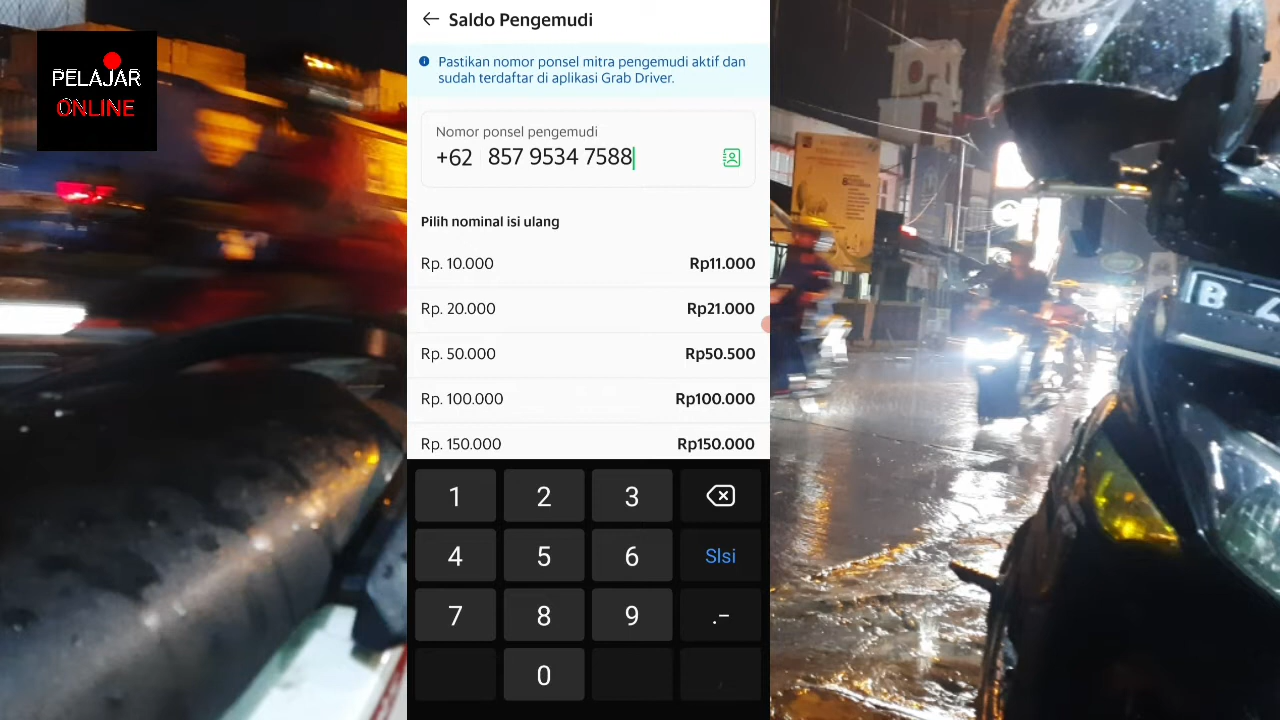 PELAJAR
ONLINE
Saldo Pengemudi
Pastikan nomor ponsel mitra pengemudi aktif dan
sudah terdaftar di aplikasi Grab Driver.
Nomor ponsel pengemudi
+62 857 9534 7588
Pilih nominal isi ulang
Rp. 10.000 Rp11.000
Rp. 20.000 Rp21.000
Rp. 50.000 Rp50.500
Rp. 100.000 Rp100.000
Rp. 150.000 Rp150.000
1 2 3
4 5 6 Slsi
7 8 9 .-
0
B